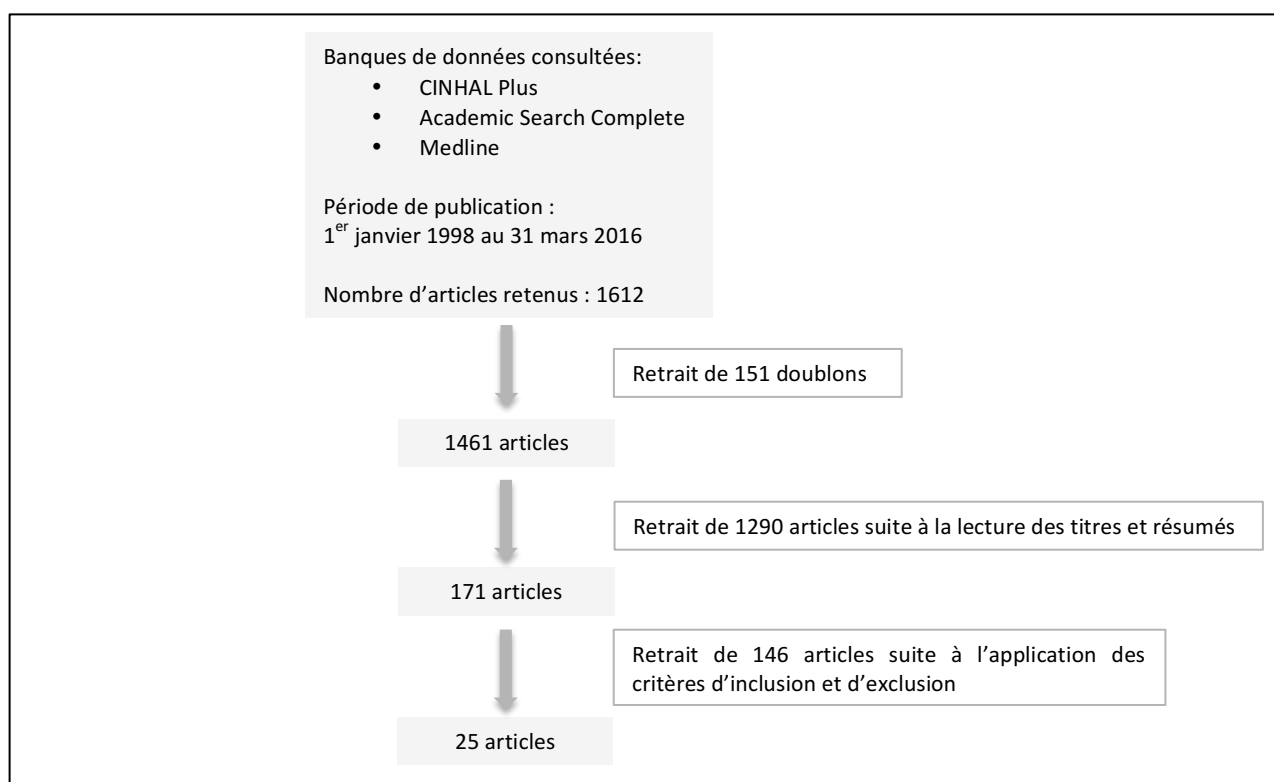 Banques de données consultées:
• CINHAL Plus
• Academic Search Complete
• Medline
Période de publication :
1er janvier 1998 au 31 mars 2016
Nombre d’articles retenus : 1612
Retrait de 151 doublons
1461 articles
Retrait de 1290 articles suite à la lecture des titres et résumés
171 articles
Retrait de 146 articles suite à l’application des
critères d’inclusion et d’exclusion
25 articles